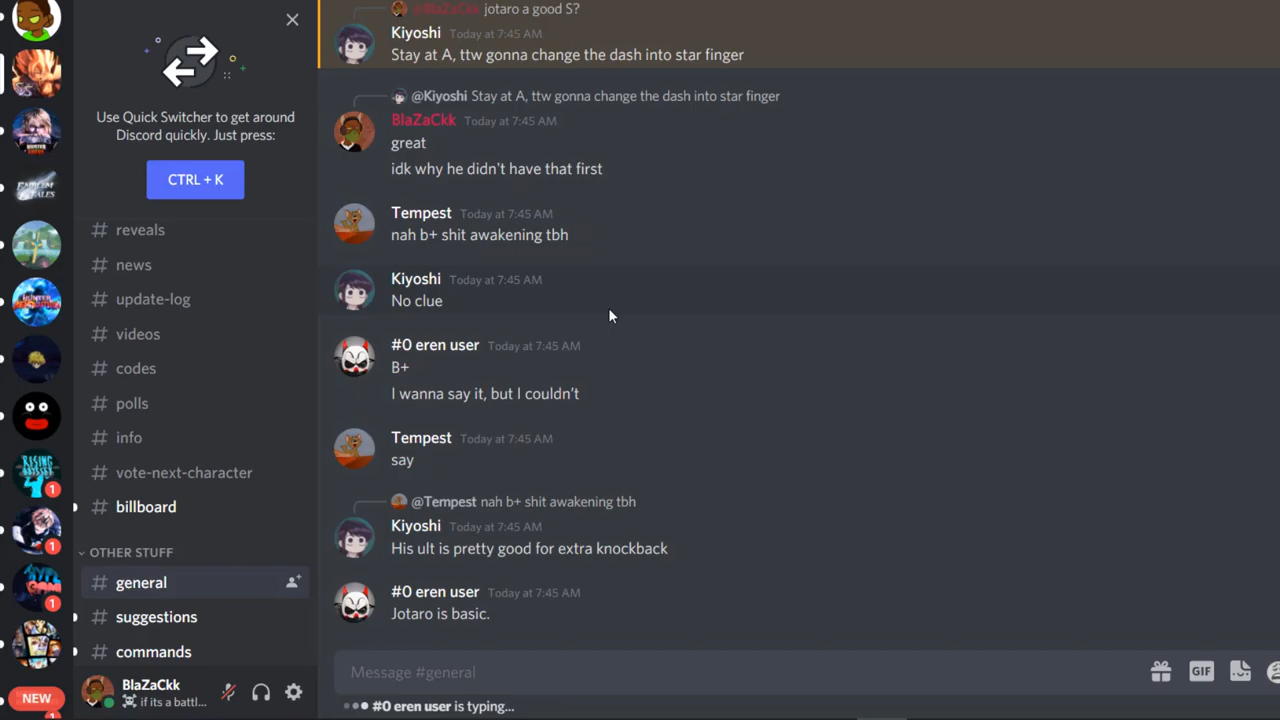 Use Quick Switcher to get around
Discord quickly. Just press:
CTRL + K
reveals
news
update-log
videos
codes
polls
info
vote-next-character
billboard
OTHER STUFF
general
suggestions
commands
BlaZaCkk
if its a battl...
NEW
1
1
1
RISING
@BlaZaCkk jotaro a good S?
Kiyoshi Today at 7:45 AM
Stay at A, ttw gonna change the dash into star finger
@Kiyoshi Stay at A, ttw gonna change the dash into star finger
BlaZaCkk Today at 7:45 AM
great
idk why he didn't have that first
Tempest Today at 7:45 AM
nah b+ shit awakening tbh
Kiyoshi Today at 7:45 AM
No clue
#0 eren user Today at 7:45 AM
B+
I wanna say it, but I couldn't
Tempest Today at 7:45 AM
say
@Tempest nah b+ shit awakening tbh
Kiyoshi Today at 7:45 AM
His ult is pretty good for extra knockback
#0 eren user Today at 7:45 AM
Jotaro is basic.
Message #general
GIF
#0 eren user is typing...